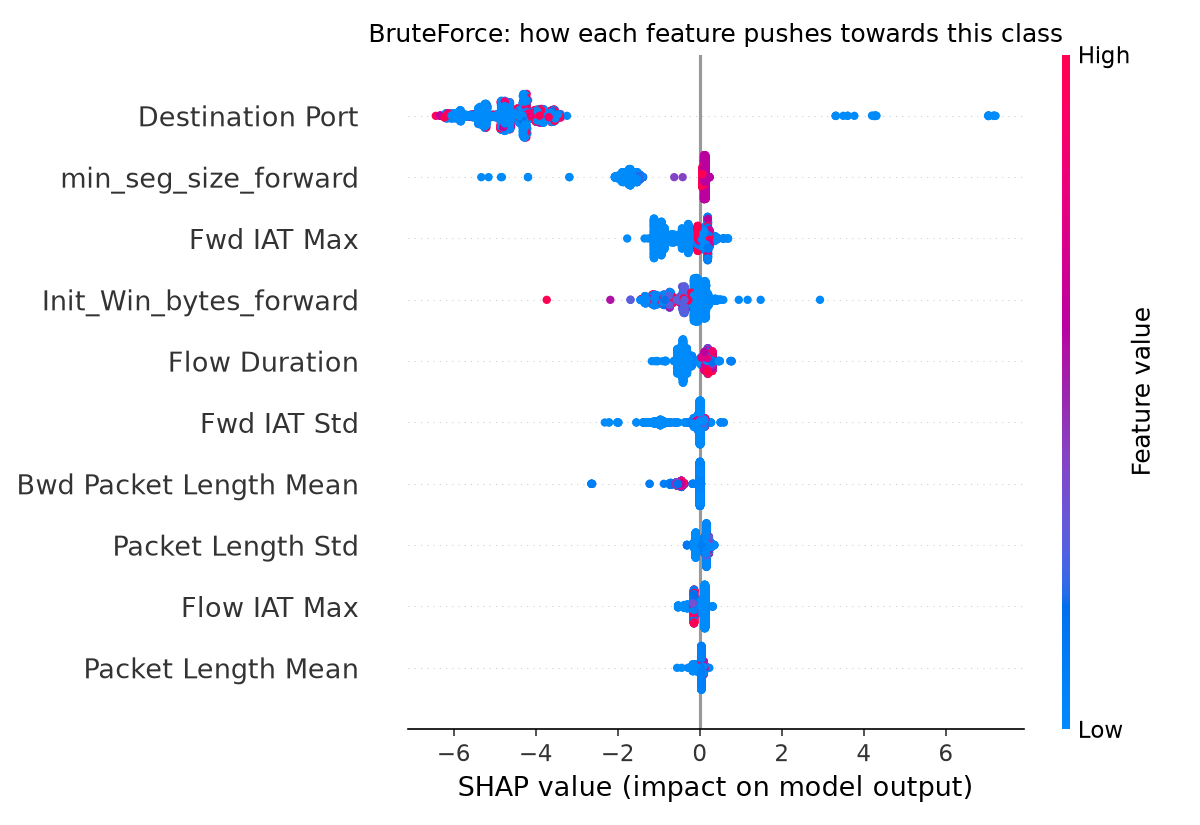 BruteForce: how each feature pushes towards this class
High
Destination Port
min_seg_size_forward
Fwd IAT Max
Init_Win_bytes_forward
Flow Duration
Fwd IAT Std
Bwd Packet Length Mean
Packet Length Std
Flow IAT Max
Packet Length Mean
Feature value
Low
−6 −4 −2 0 2 4 6
SHAP value (impact on model output)